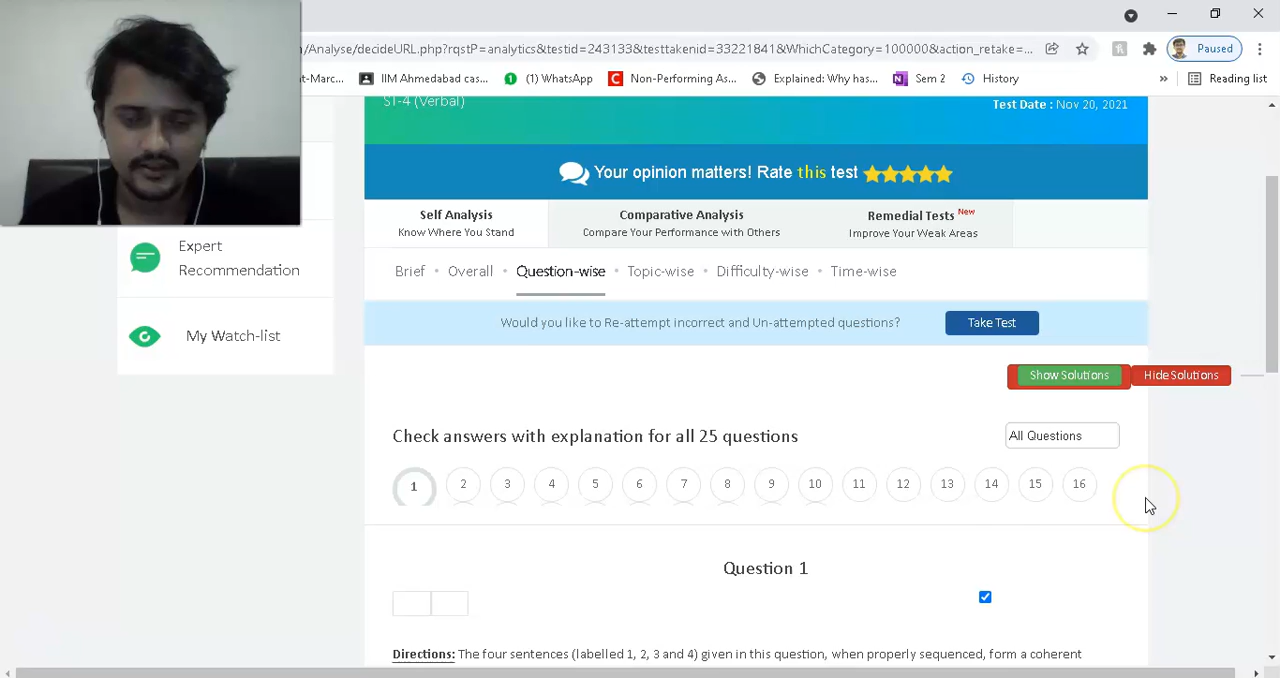 /Analyse/decideURL.php?rqstP=analytics&testid=243133&testtakenid=33221841&WhichCategory=100000&action_retake=...
Paused
nt-Marc...
IIM Ahmedabad cas...
(1) WhatsApp
Non-Performing As...
Explained: Why has...
Sem 2
History
»
Reading list
ST-4 (Verbal)
Test Date : Nov 20, 2021
Your opinion matters! Rate this test
Self Analysis
Know Where You Stand
Comparative Analysis
Compare Your Performance with Others
Remedial Tests New
Improve Your Weak Areas
Expert
Recommendation
My Watch-list
Brief • Overall • Question-wise • Topic-wise • Difficulty-wise • Time-wise
Would you like to Re-attempt incorrect and Un-attempted questions?
Take Test
Show Solutions
Hide Solutions
Check answers with explanation for all 25 questions
All Questions
1 2 3 4 5 6 7 8 9 10 11 12 13 14 15 16
Question 1
Directions: The four sentences (labelled 1, 2, 3 and 4) given in this question, when properly sequenced, form a coherent